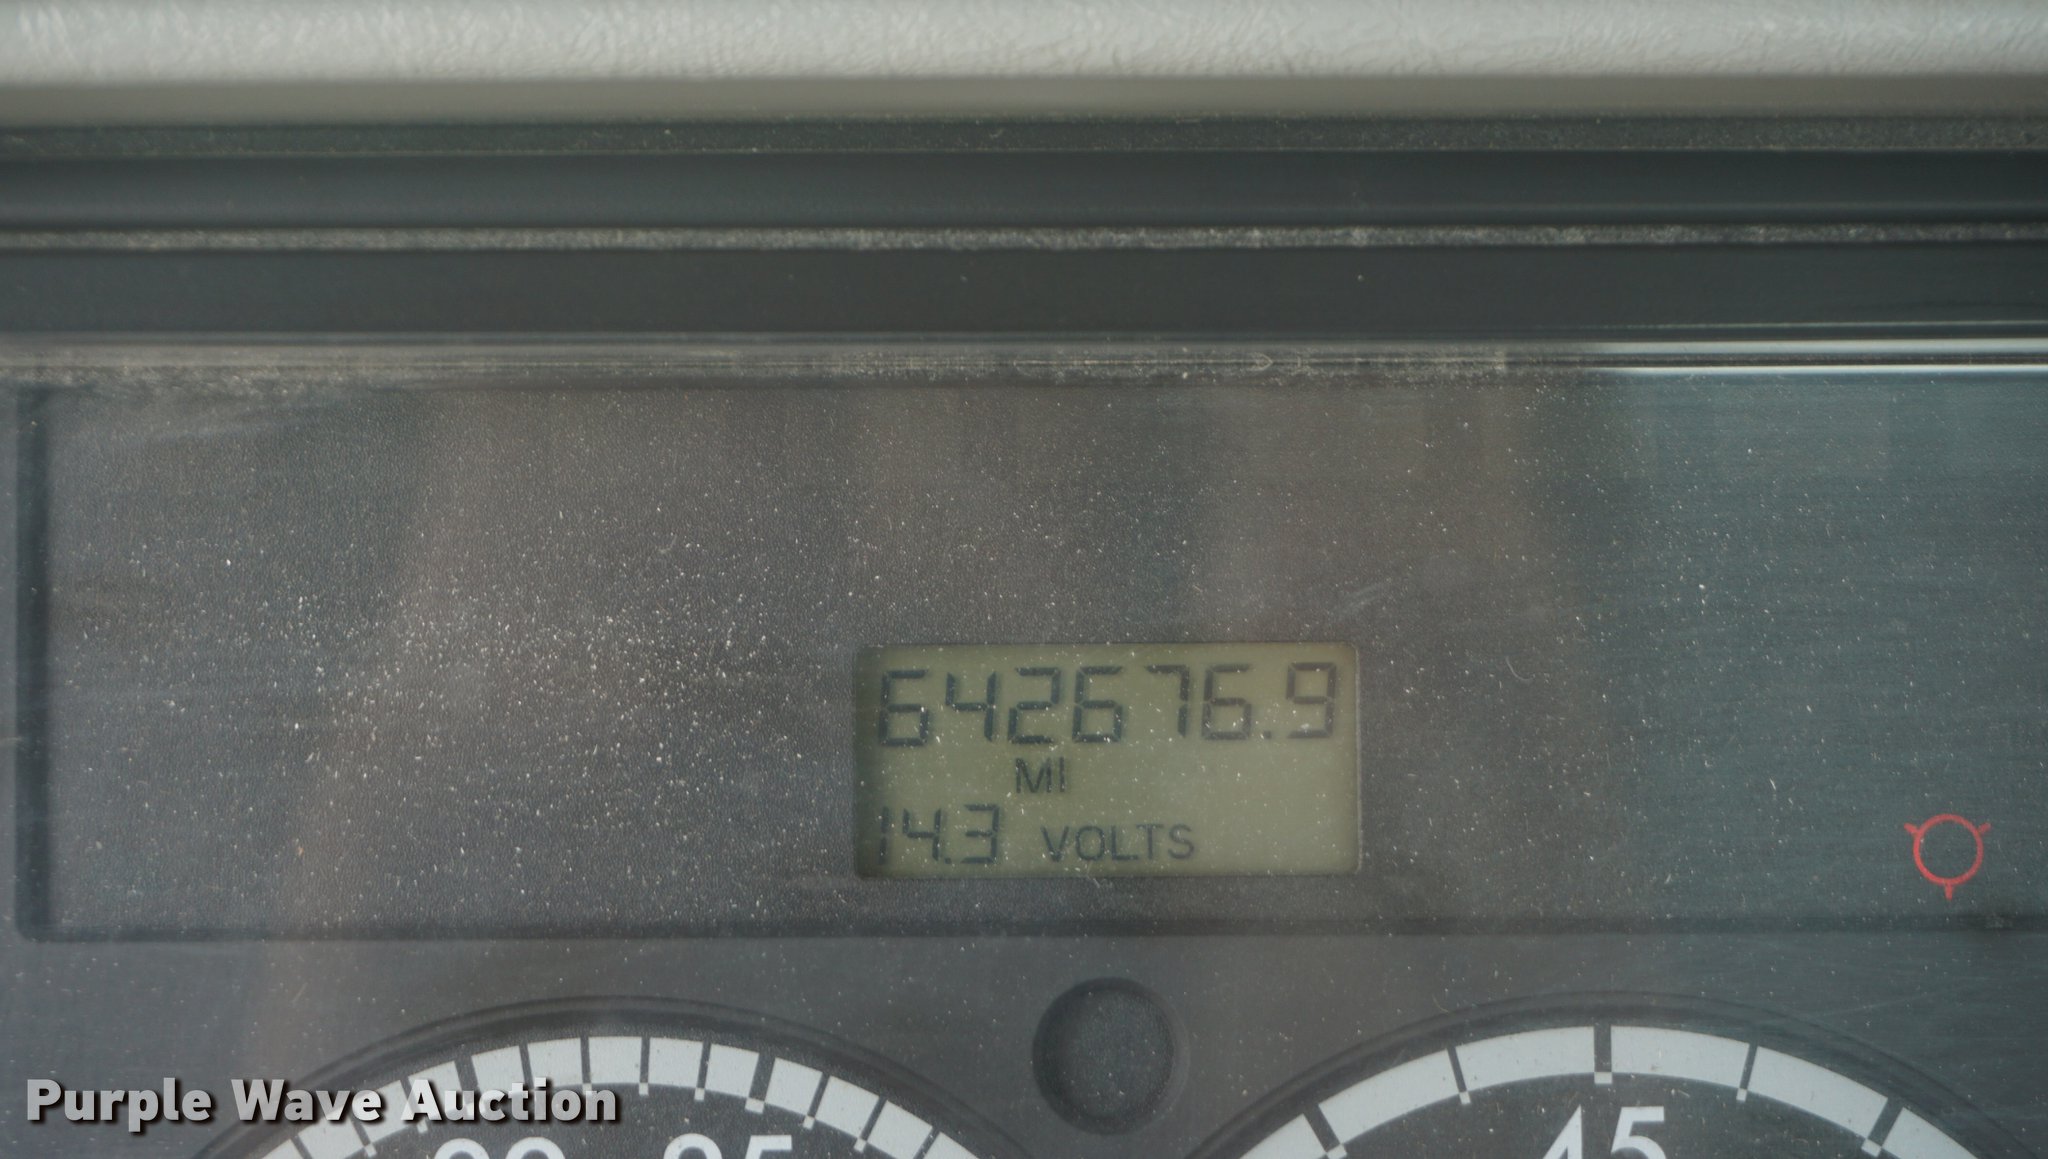 642676.9
MI
14.3 VOLTS
45
Purple Wave Auction